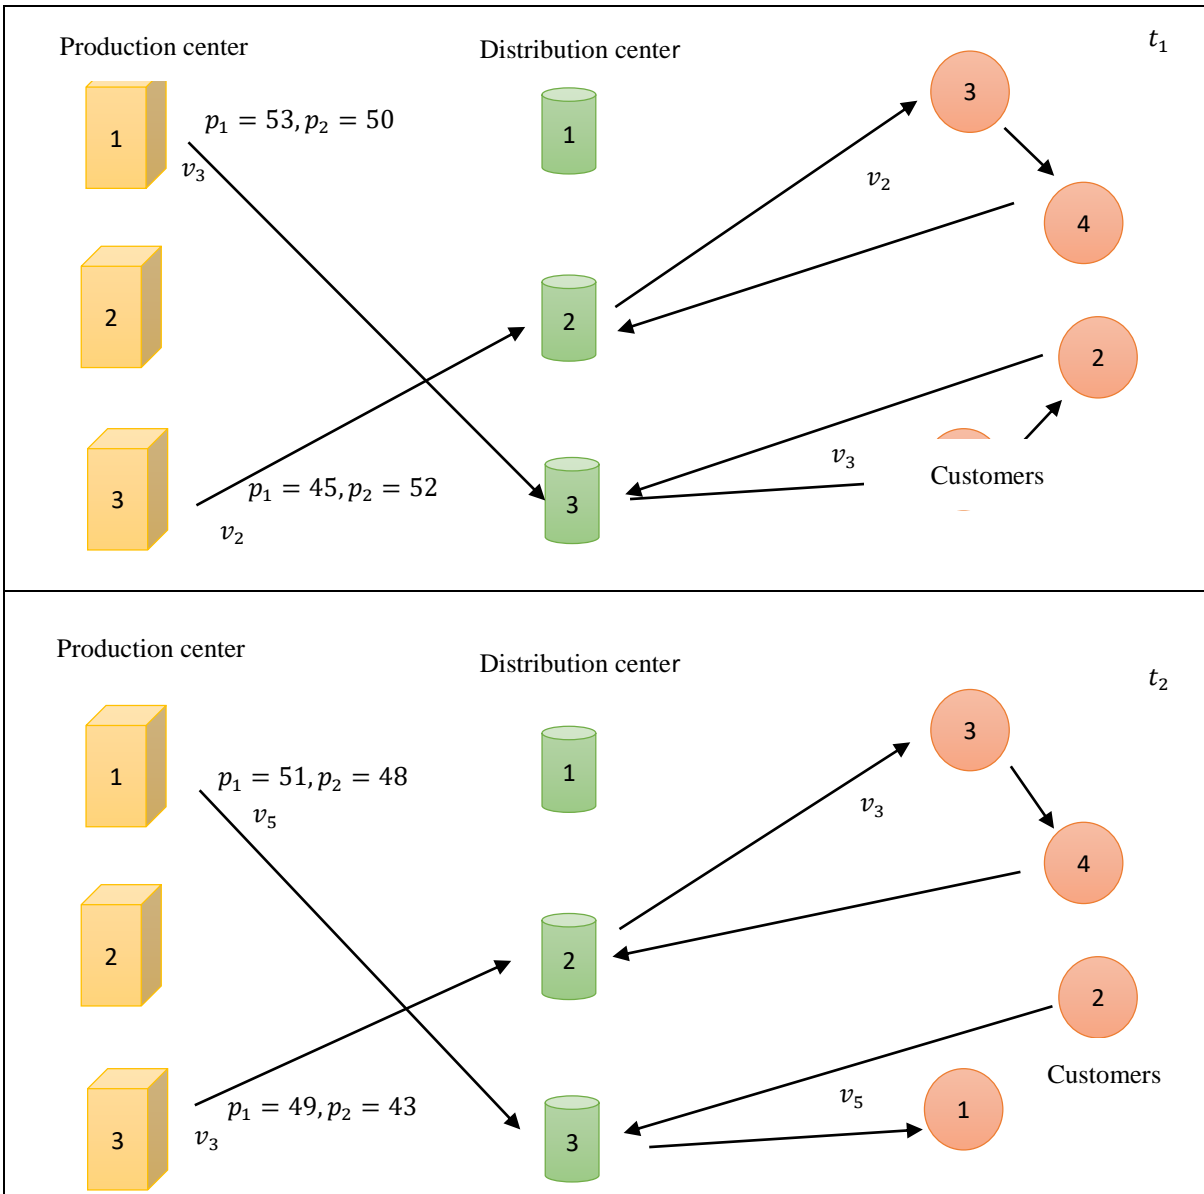 Production center
Distribution center
t₁
1
p₁ = 53, p₂ = 50
v₃
1
3
v₂
4
2
2
2
3
p₁ = 45, p₂ = 52
v₂
3
v₃
Customers
Production center
Distribution center
t₂
1
p₁ = 51, p₂ = 48
v₅
1
3
v₃
4
2
2
2
Customers
3
p₁ = 49, p₂ = 43
v₃
3
v₅
1